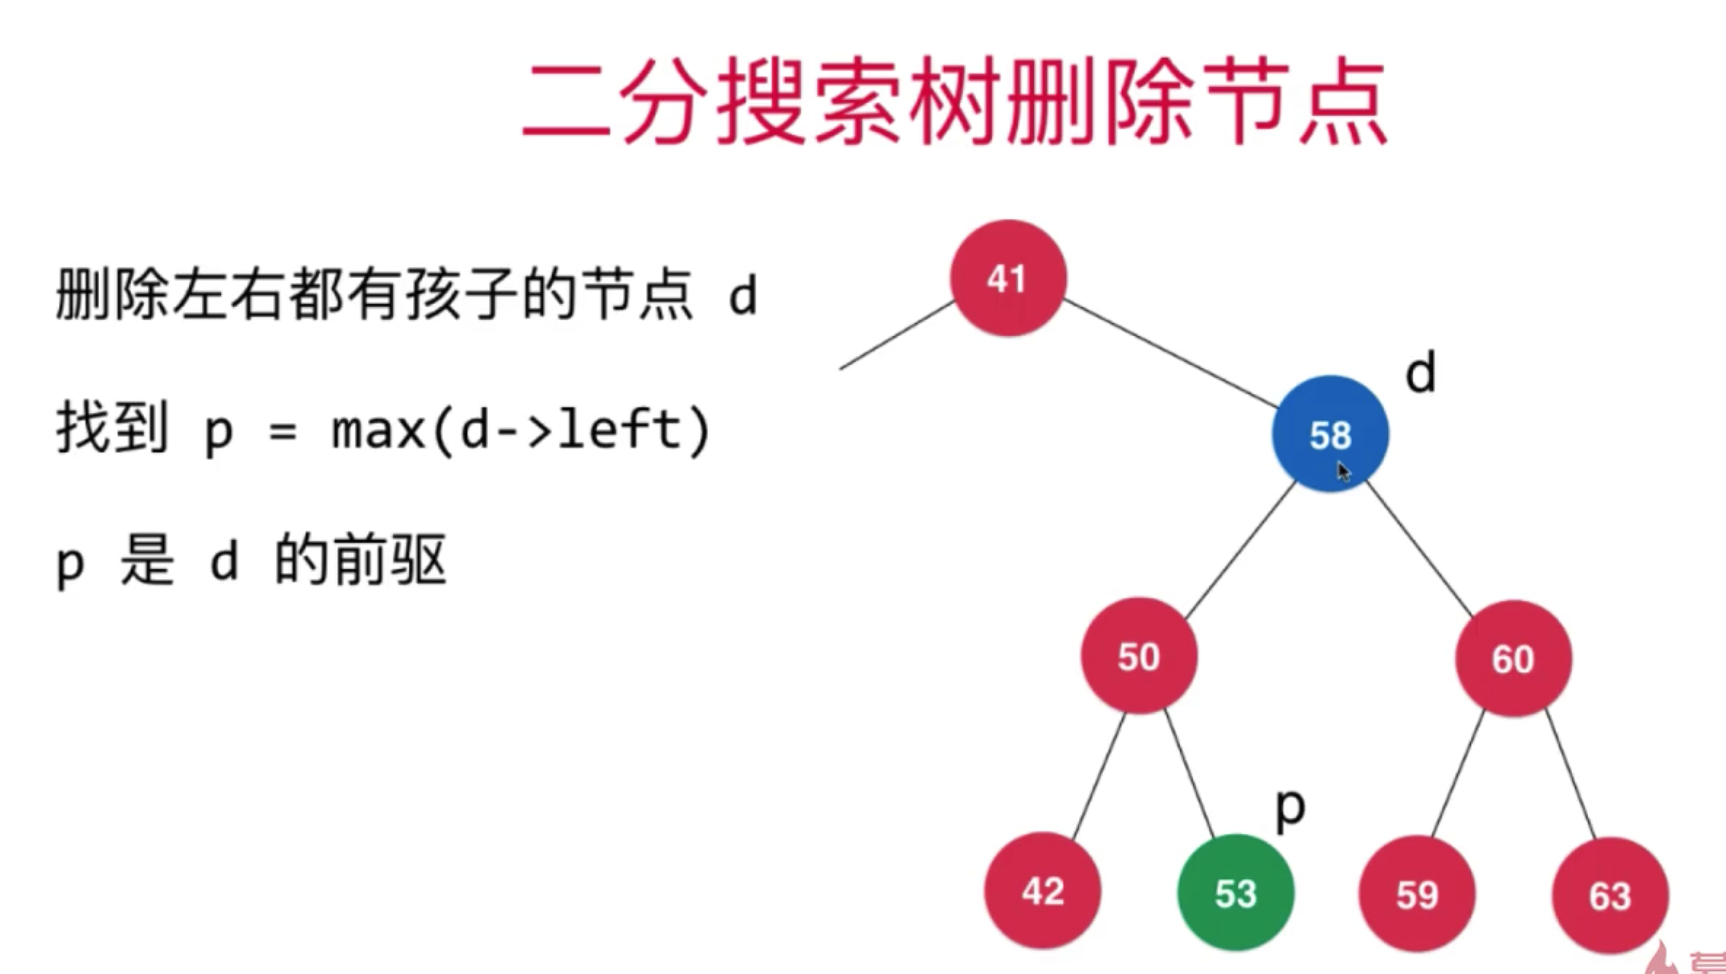 二分搜索树删除节点
删除左右都有孩子的节点 d
找到 p = max(d->left)
p 是 d 的前驱
41
d
58
50
60
p
42
53
59
63